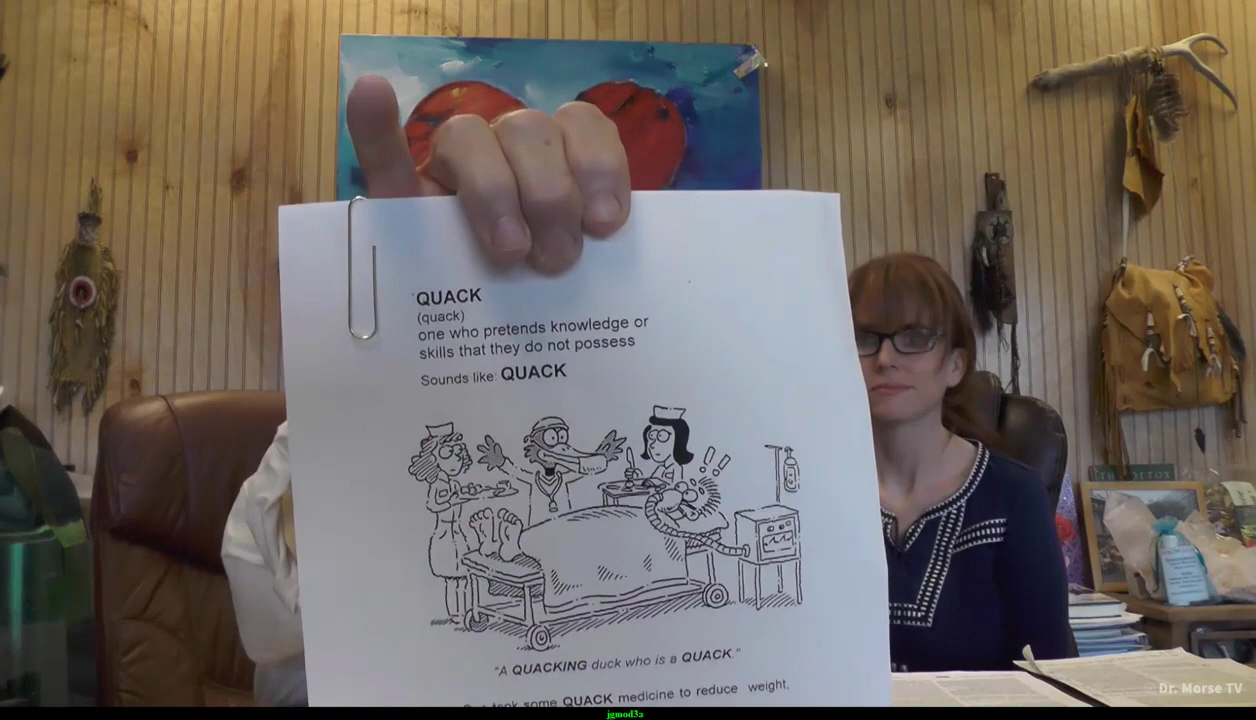 QUACK
(quack)
one who pretends knowledge or
skills that they do not possess
Sounds like: QUACK
"A QUACKING duck who is a QUACK."
took some QUACK medicine to reduce weight,
Dr. Morse TV
jgmod3a